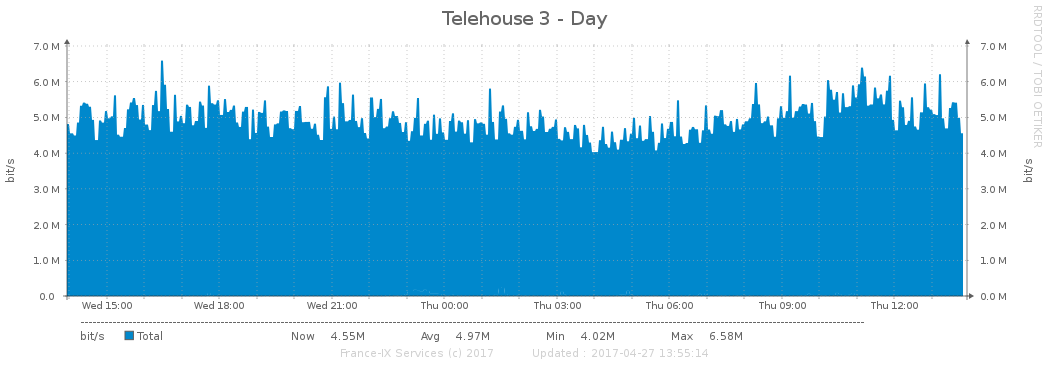 Telehouse 3 - Day
RRDTOOL / TOBI OETIKER
7.0 M 7.0 M
6.0 M 6.0 M
5.0 M 5.0 M
4.0 M 4.0 M
3.0 M 3.0 M
2.0 M 2.0 M
1.0 M 1.0 M
0.0 0.0 M
bit/s bit/s
Wed 15:00 Wed 18:00 Wed 21:00 Thu 00:00 Thu 03:00 Thu 06:00 Thu 09:00 Thu 12:00
bit/s Total Now 4.55M Avg 4.97M Min 4.02M Max 6.58M
France-IX Services (c) 2017 Updated : 2017-04-27 13:55:14